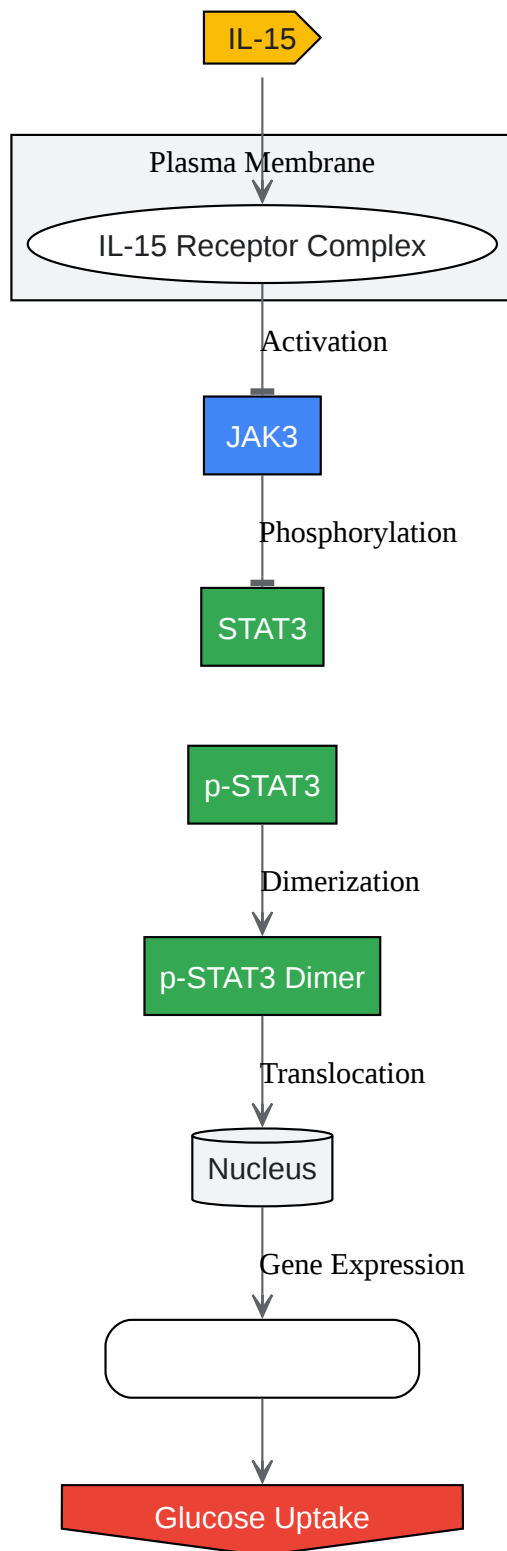 IL-15
Plasma Membrane
IL-15 Receptor Complex
Activation
JAK3
Phosphorylation
STAT3
p-STAT3
Dimerization
p-STAT3 Dimer
Translocation
Nucleus
Gene Expression
Glucose Uptake